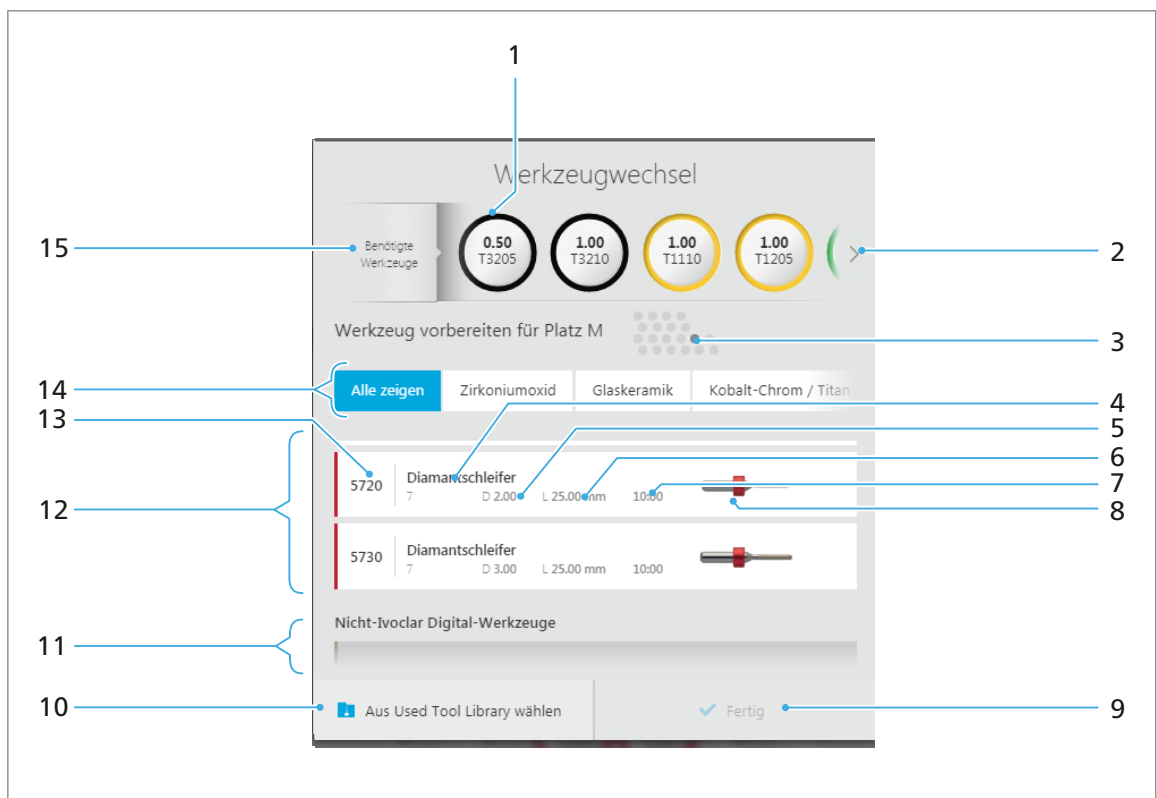 1
Werkzeugwechsel
15
Benötigte
Werkzeuge
0.50
T3205
1.00
T3210
1.00
T1110
1.00
T1205
2
Werkzeug vorbereiten für Platz M
3
14
Alle zeigen
Zirkoniumoxid
Glaskeramik
Kobalt-Chrom / Titan
13
4
5
6
7
8
12
5720
Diamantschleifer
7 D 2.00 L 25.00 mm 10:00
5730
Diamantschleifer
7 D 3.00 L 25.00 mm 10:00
11
Nicht-Ivoclar Digital-Werkzeuge
10
Aus Used Tool Library wählen
Fertig
9